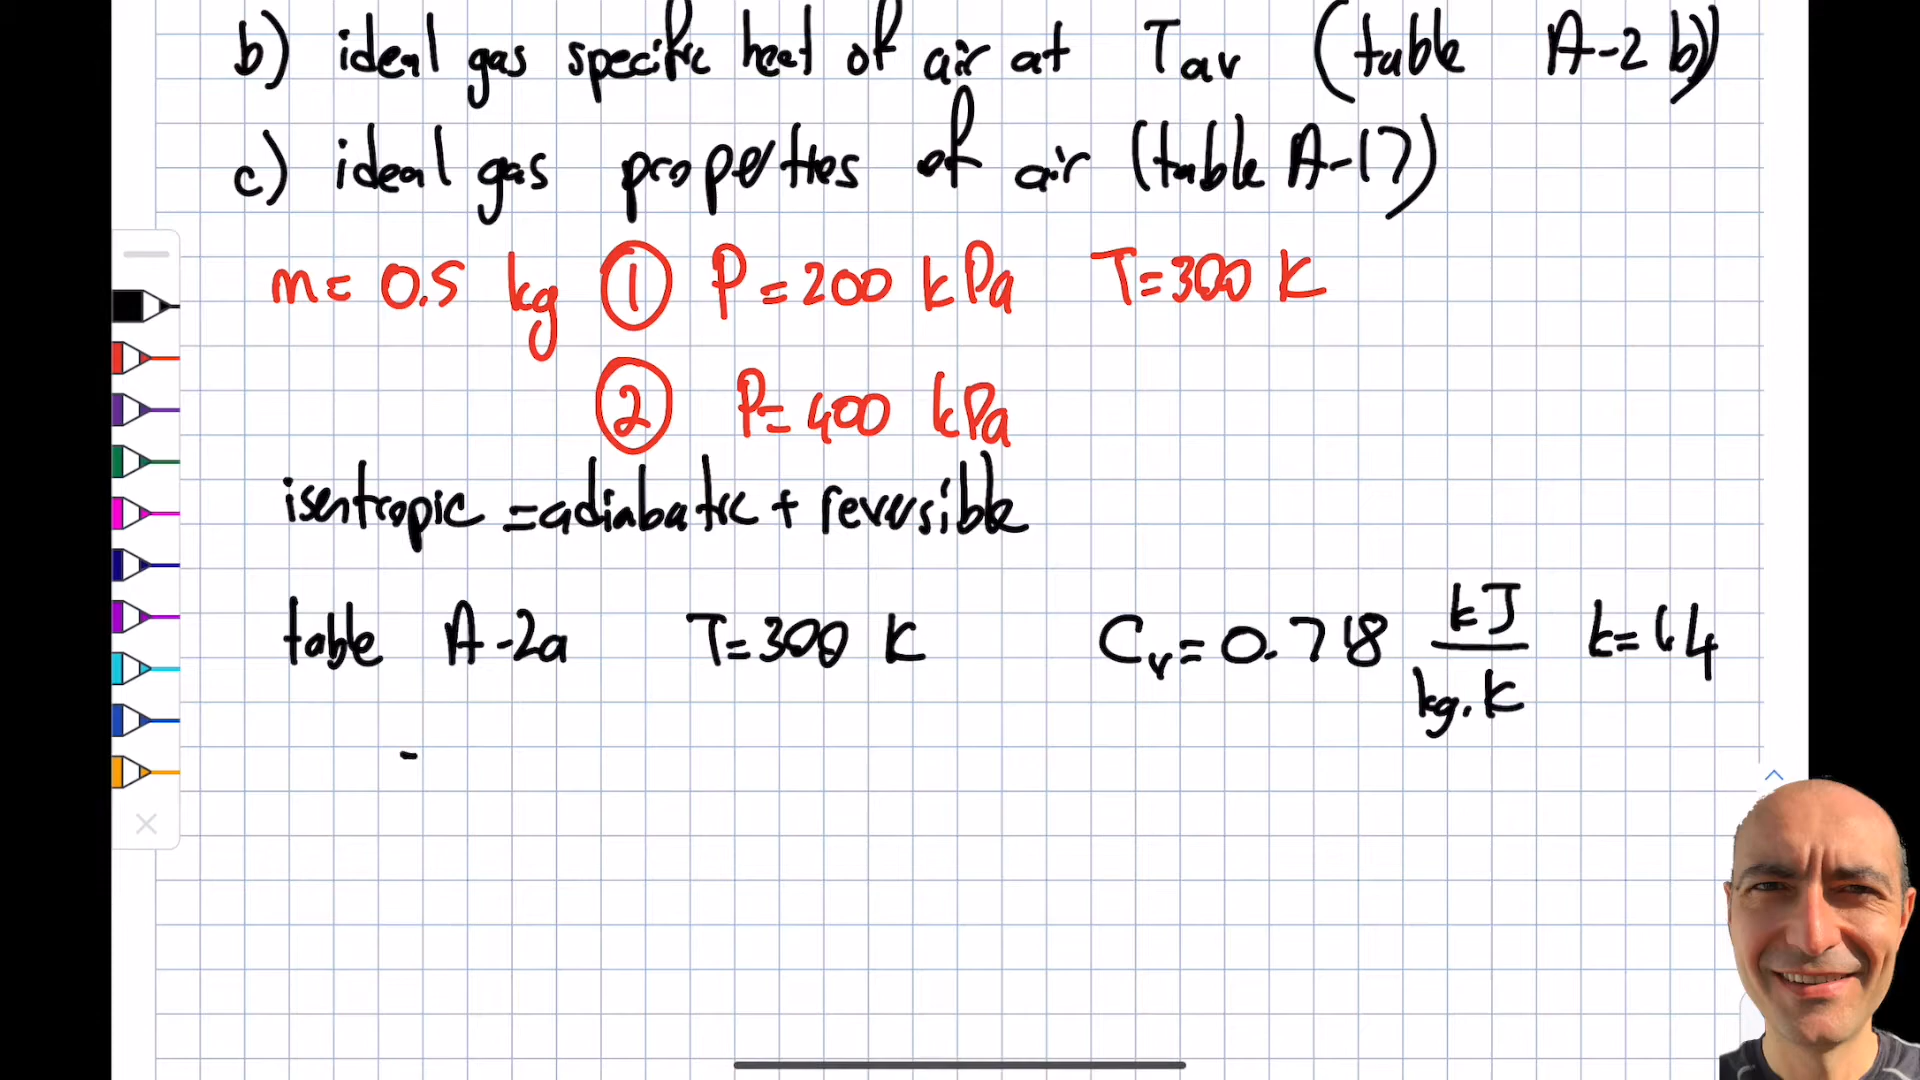 b) ideal gas specific heat of air at Tav (table A-2 b)
c) ideal gas properties of air (table A-17)
m= 0.5 kg ① P=200 kPa T=300 K
② P=400 kPa
isentropic =adiabatic + reversible
table A-2a T=300 K Cv=0.718 kJ/kg.K k=1.4